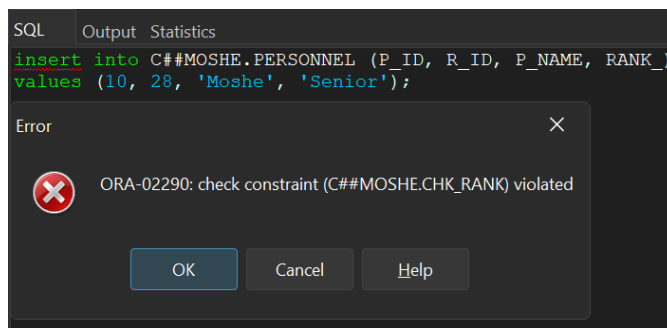 SQL Output Statistics
insert into C##MOSHE.PERSONNEL (P_ID, R_ID, P_NAME, RANK_)
values (10, 28, 'Moshe', 'Senior');
Error
ORA-02290: check constraint (C##MOSHE.CHK_RANK) violated
OK Cancel Help